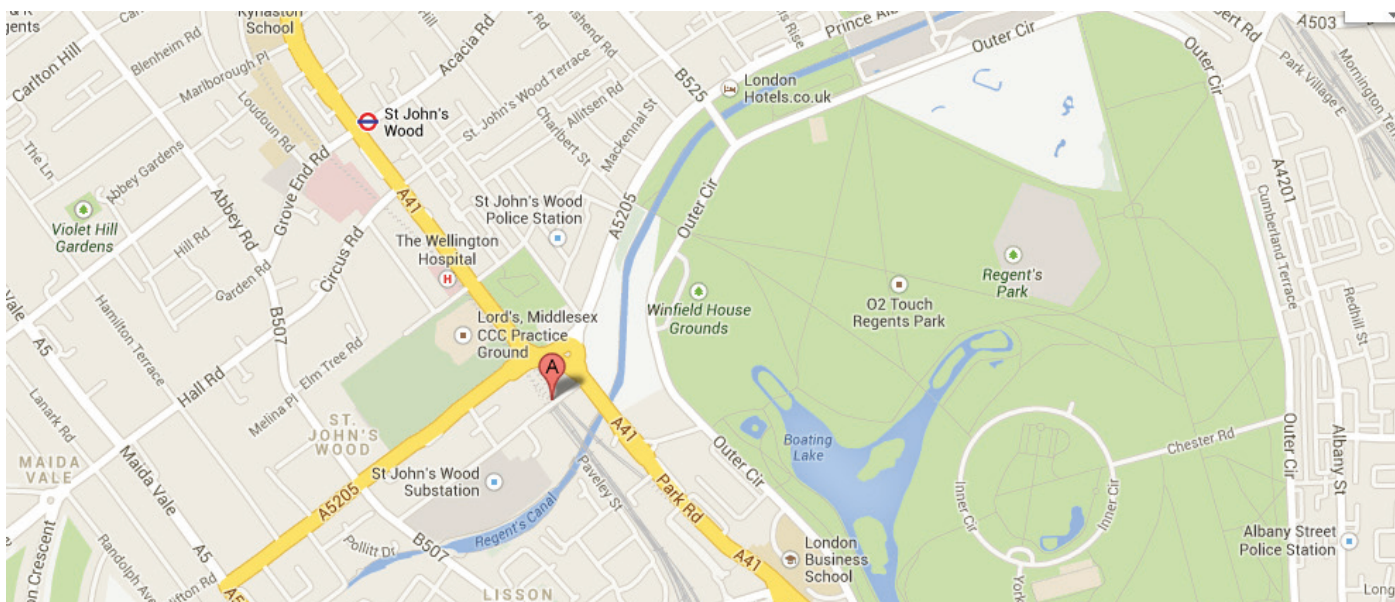 & R
gents
Kynaston
School
Carlton Hill
Blenheim Rd
Marlborough Pl
Loudoun Rd
Acacia Rd
St John's
Wood
St. John's Wood Terrace
Allitsen Rd
Charlbert St
Mackennal St
B525
Prince Al
London
Hotels.co.uk
Outer Cir
Outer Cir
A503
Park Village E
Mornington Ter
The Ln
Abbey Gardens
Abbey Rd
Grove End Rd
A41
Violet Hill
Gardens
Hill Rd
Garden Rd
Circus Rd
St John's Wood
Police Station
A5205
Outer Cir
The Wellington
Hospital
H
Lord's, Middlesex
CCC Practice
Ground
Winfield House
Grounds
O2 Touch
Regents Park
Regent's
Park
A4201
Cumberland Terrace
Redhill St
Vale
A5
Hamilton Terrace
B507
Elm Tree Rd
Hall Rd
Melina Pl
A
Lanark Rd
ST.
JOHN'S
WOOD
MAIDA
VALE
Maida Vale
St John's Wood
Substation
A5205
A41
Paveley St
Park Rd
Outer Cir
Boating
Lake
Chester Rd
Inner Cir
Inner Cir
Outer Cir
Albany St
Albany Street
Police Station
Regent's Canal
Pollitt Dr
B507
A5
Randolph Ave
Clifton Rd
LISSON
A41
London
Business
School
York
Long